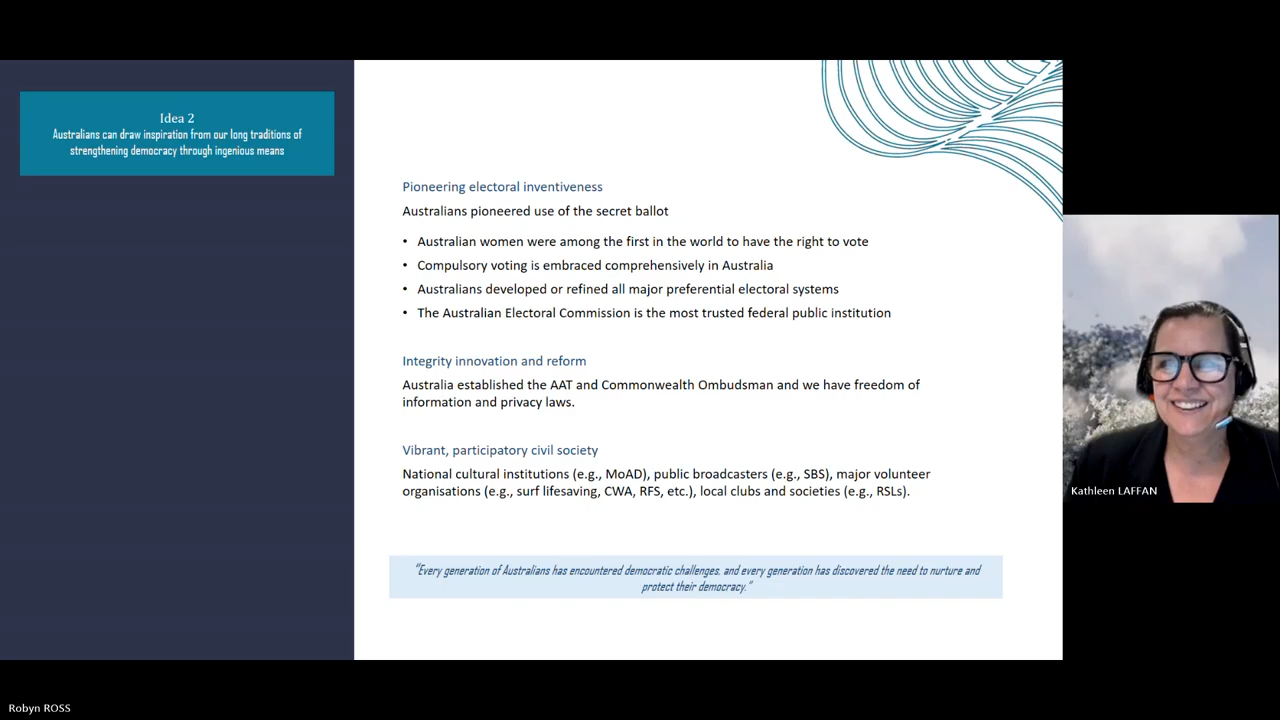 Idea 2
Australians can draw inspiration from our long traditions of
strengthening democracy through ingenious means
Pioneering electoral inventiveness
Australians pioneered use of the secret ballot
• Australian women were among the first in the world to have the right to vote
• Compulsory voting is embraced comprehensively in Australia
• Australians developed or refined all major preferential electoral systems
• The Australian Electoral Commission is the most trusted federal public institution
Integrity innovation and reform
Australia established the AAT and Commonwealth Ombudsman and we have freedom of
information and privacy laws.
Vibrant, participatory civil society
National cultural institutions (e.g., MoAD), public broadcasters (e.g., SBS), major volunteer
organisations (e.g., surf lifesaving, CWA, RFS, etc.), local clubs and societies (e.g., RSLs).
"Every generation of Australians has encountered democratic challenges, and every generation has discovered the need to nurture and
protect their democracy."
Kathleen LAFFAN
Robyn ROSS